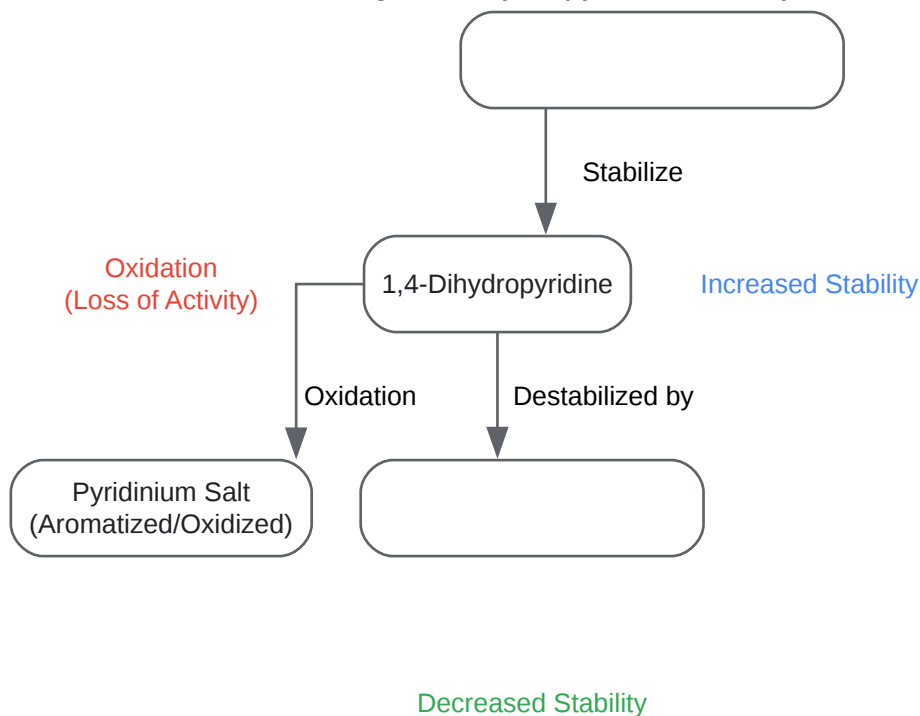 Stabilize
Oxidation
(Loss of Activity)
1,4-Dihydropyridine
Increased Stability
Oxidation
Destabilized by
Pyridinium Salt
(Aromatized/Oxidized)
Decreased Stability